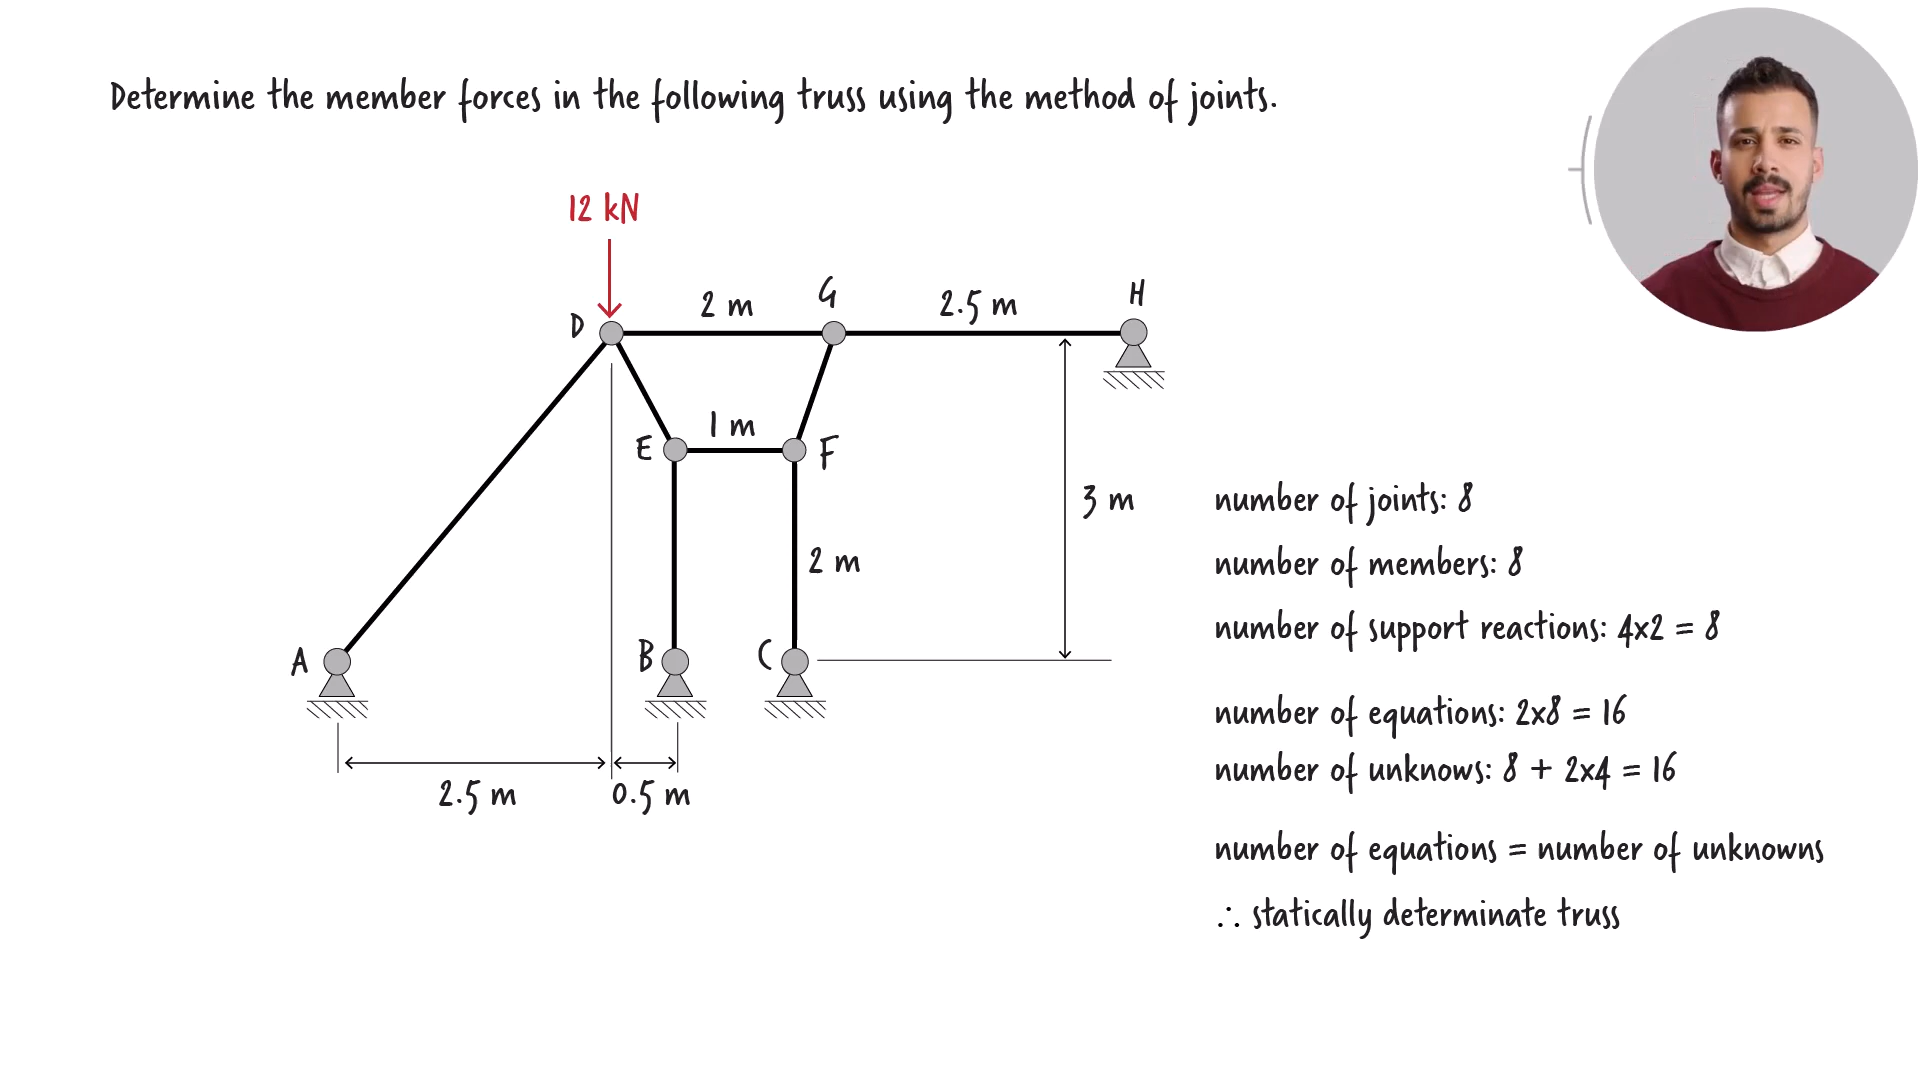 Determine the member forces in the following truss using the method of joints.
12 kN
D
2 m
G
2.5 m
H
E
1 m
F
3 m
2 m
A
B
C
2.5 m
0.5 m
number of joints: 8
number of members: 8
number of support reactions: 4x2 = 8
number of equations: 2x8 = 16
number of unknows: 8 + 2x4 = 16
number of equations = number of unknowns
∴ statically determinate truss